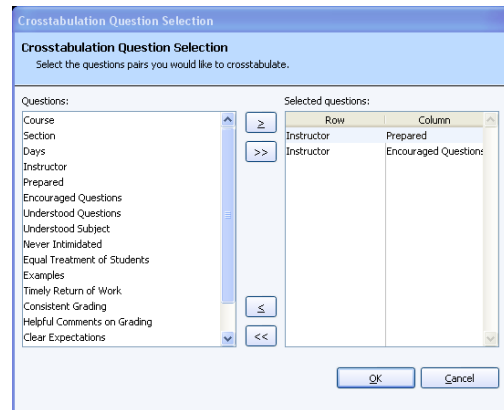 Crosstabulation Question Selection
Crosstabulation Question Selection
Select the questions pairs you would like to crosstabulate.
Questions:
Course
Section
Days
Instructor
Prepared
Encouraged Questions
Understood Questions
Understood Subject
Never Intimidated
Equal Treatment of Students
Examples
Timely Return of Work
Consistent Grading
Helpful Comments on Grading
Clear Expectations
≥
>>
≤
<<
Selected questions:
Row Column
Instructor Prepared
Instructor Encouraged Questions
OK Cancel